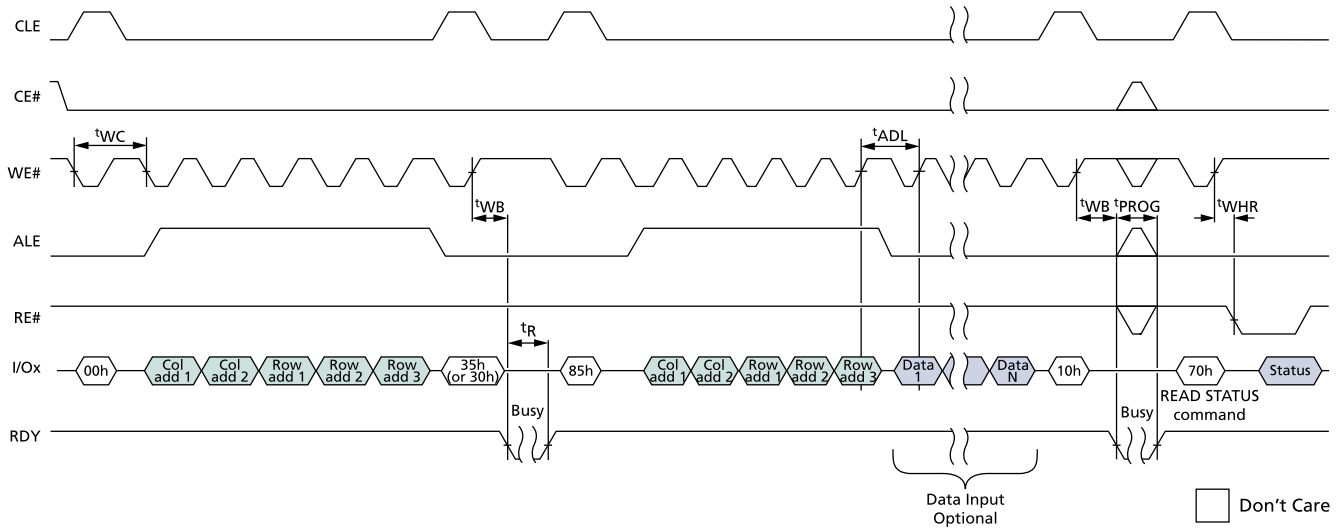 CLE
CE#
tWC
tADL
WE#
tWB
tWB
tPROG
tWHR
ALE
RE#
tR
I/Ox
00h
Col add 1
Col add 2
Row add 1
Row add 2
Row add 3
35h (or 30h)
85h
Col add 1
Col add 2
Row add 1
Row add 2
Row add 3
Data 1
Data N
10h
70h
Status
READ STATUS
command
Busy
Busy
RDY
Data Input
Optional
Don't Care